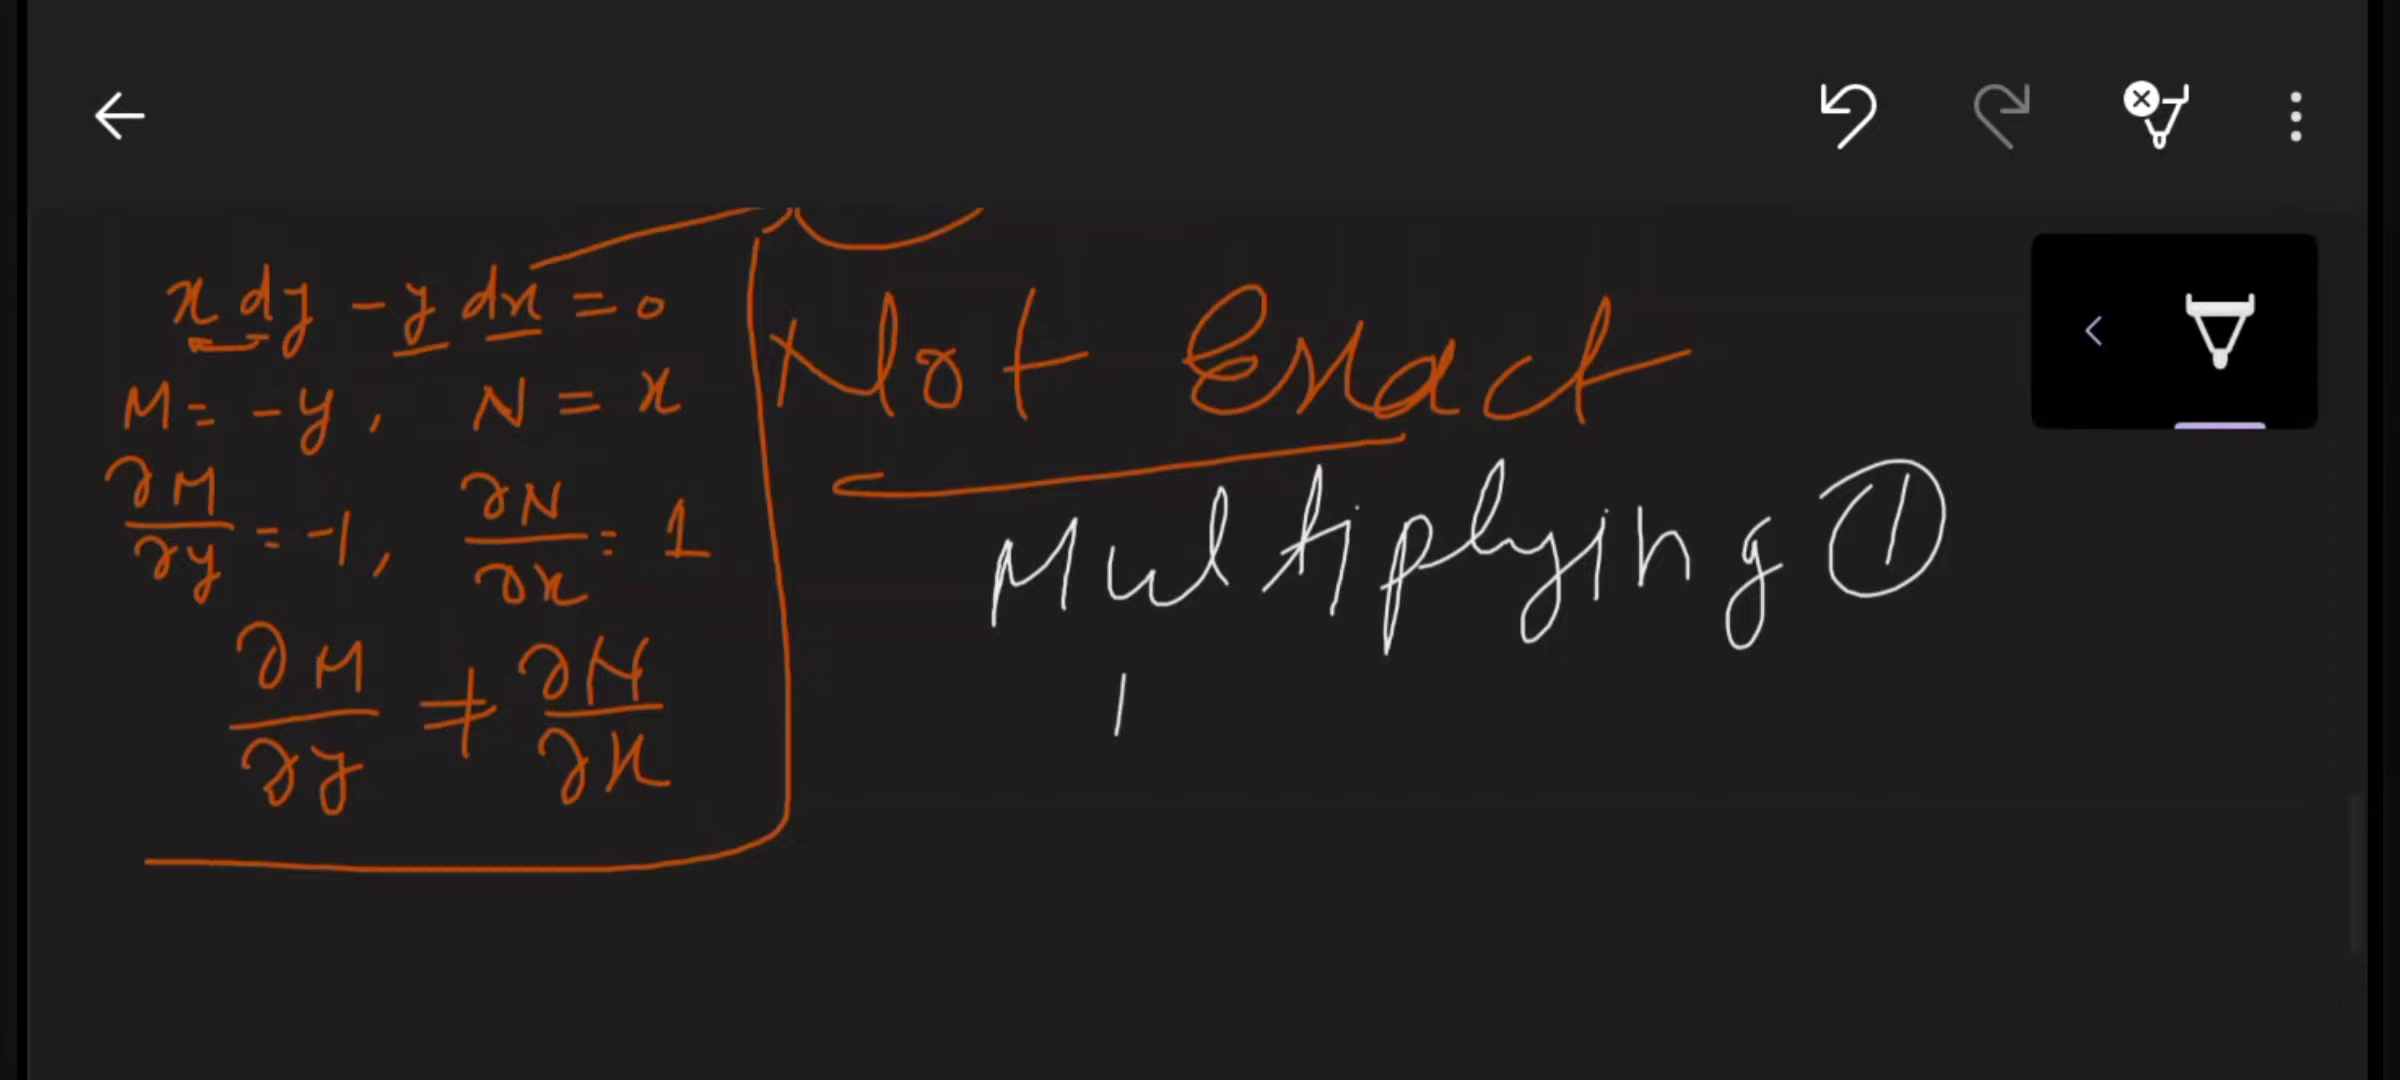 x dy - y dx = 0
M = -y, N = x
∂M/∂y = -1, ∂N/∂x = 1
∂M/∂y ≠ ∂N/∂x
Not Exact
Multiplying ①